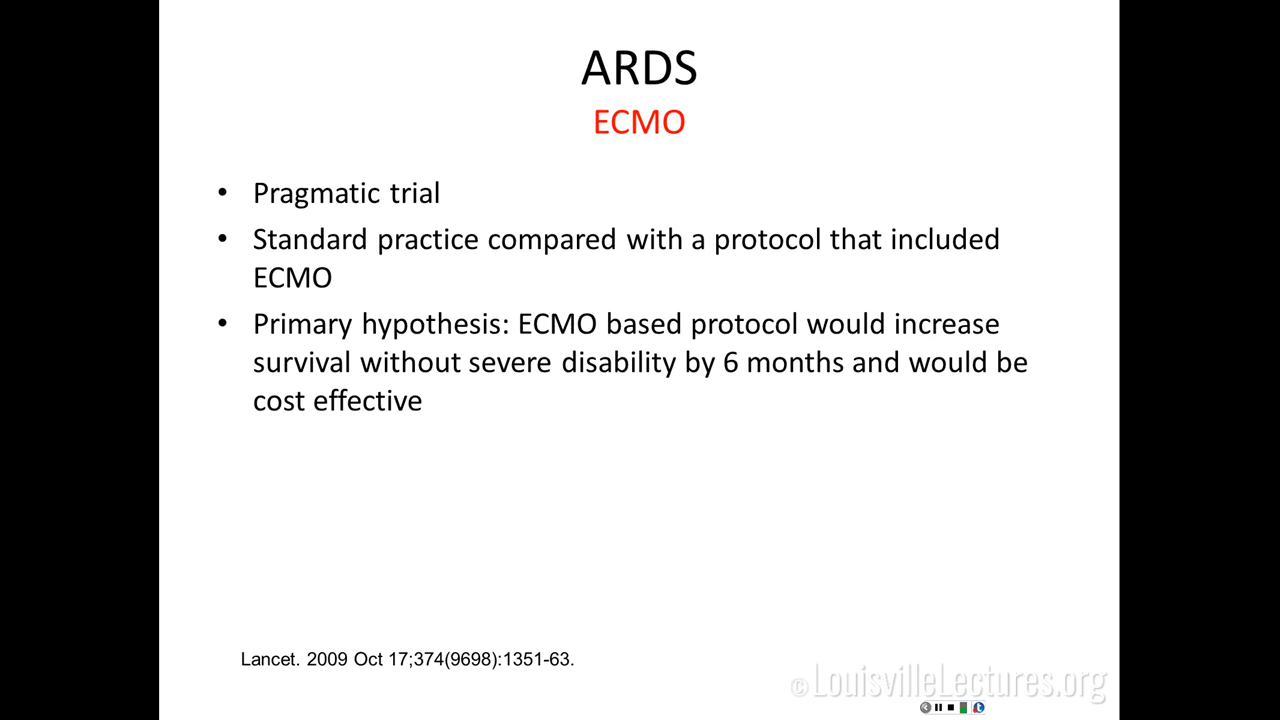 ARDS
ECMO
• Pragmatic trial
• Standard practice compared with a protocol that included
ECMO
• Primary hypothesis: ECMO based protocol would increase
survival without severe disability by 6 months and would be
cost effective
Lancet. 2009 Oct 17;374(9698):1351-63.
©LouisvilleLectures.org